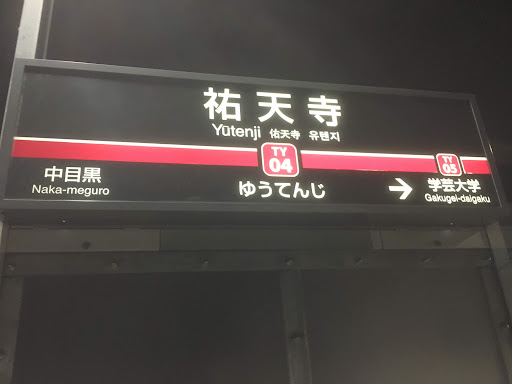 祐天寺
Yūtenji 祐天寺 유텐지
TY
04
TY
05
中目黒
Naka-meguro
ゆうてんじ
→ 学芸大学
Gakugei-daigaku